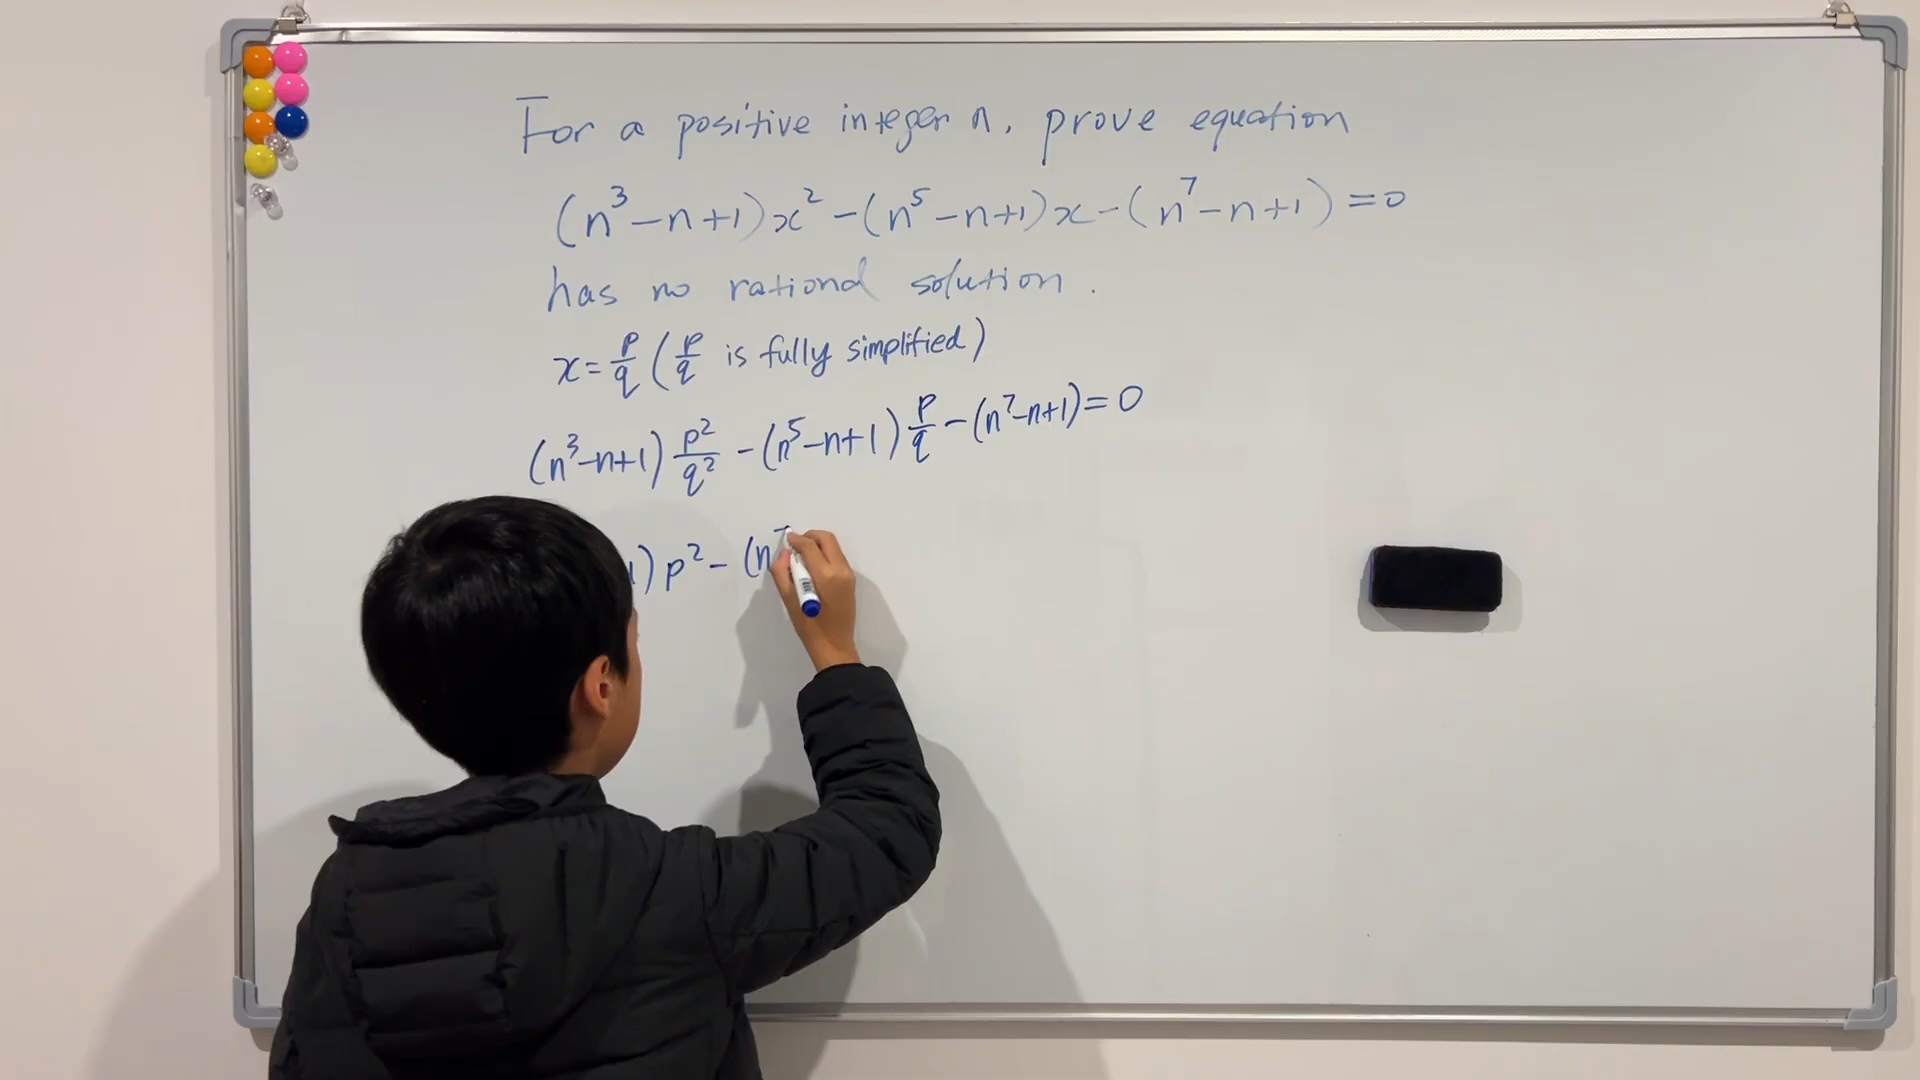 For a positive integer n, prove equation
(n³-n+1)x²-(n⁵-n+1)x-(n⁷-n+1)=0
has no rational solution.
x=p/q (p/q is fully simplified)
(n³-n+1) p²/q² - (n⁵-n+1) p/q - (n⁷-n+1)=0
1)p²-(n